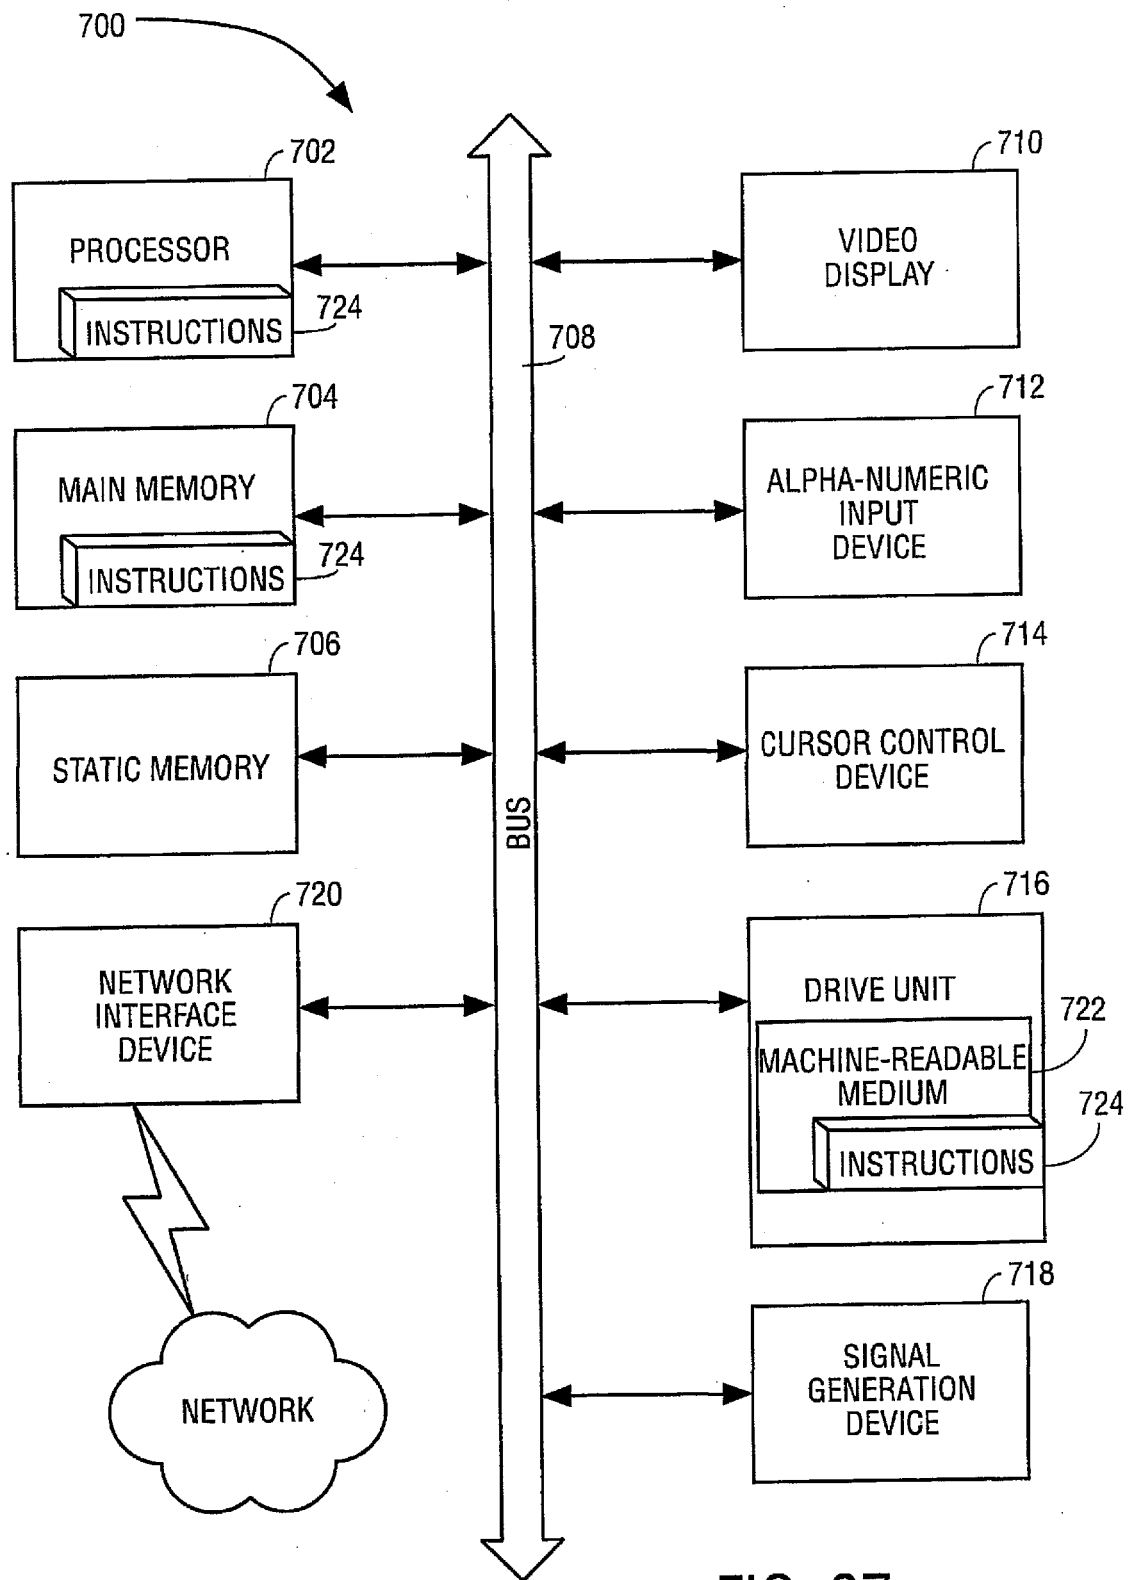 700
702
PROCESSOR
INSTRUCTIONS
724
704
MAIN MEMORY
INSTRUCTIONS
724
706
STATIC MEMORY
720
NETWORK
INTERFACE
DEVICE
NETWORK
708
BUS
710
VIDEO
DISPLAY
712
ALPHA-NUMERIC
INPUT
DEVICE
714
CURSOR CONTROL
DEVICE
716
DRIVE UNIT
722
MACHINE-READABLE
MEDIUM
724
INSTRUCTIONS
718
SIGNAL
GENERATION
DEVICE